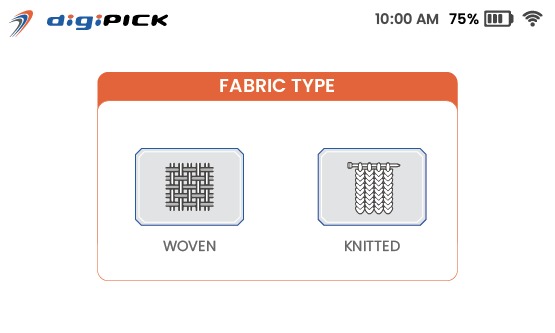 digiPICK
10:00 AM 75%
FABRIC TYPE
WOVEN
KNITTED